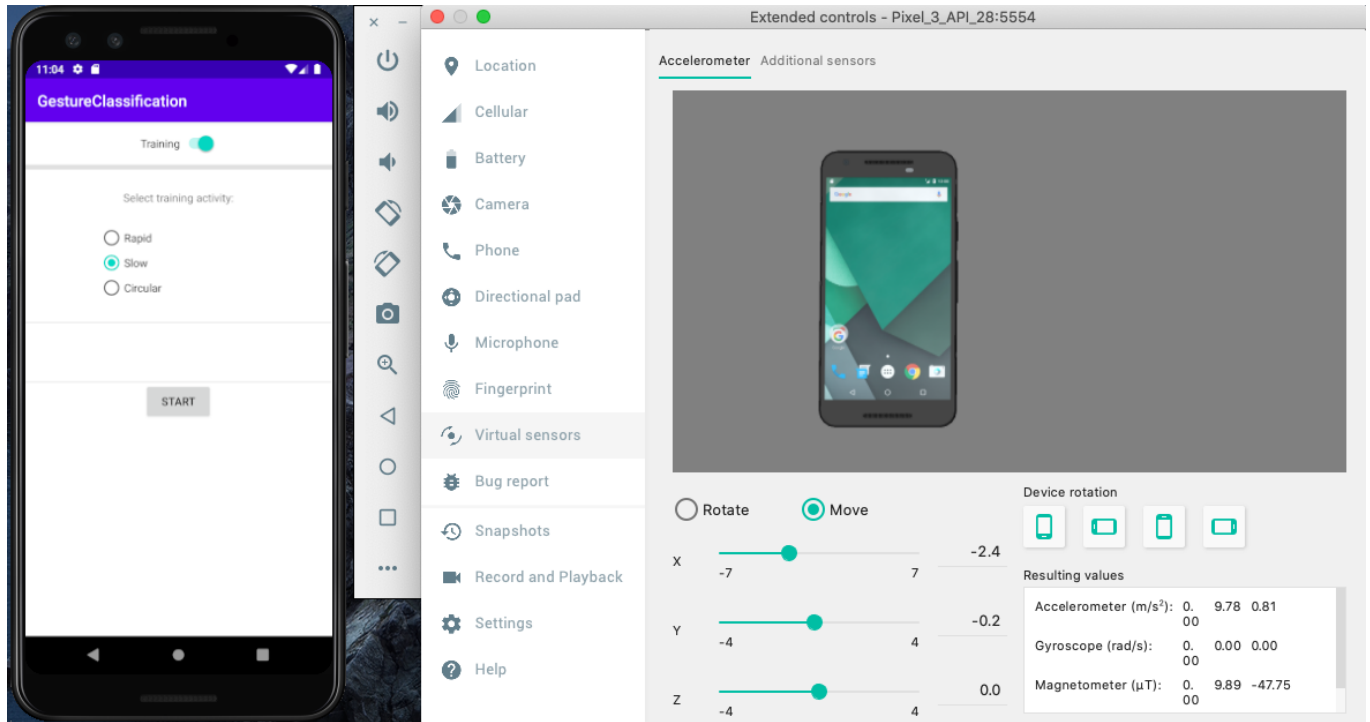 11:04
GestureClassification
Training
Select training activity:
Rapid
Slow
Circular
START
Extended controls - Pixel_3_API_28:5554
Location
Cellular
Battery
Camera
Phone
Directional pad
Microphone
Fingerprint
Virtual sensors
Bug report
Snapshots
Record and Playback
Settings
Help
Accelerometer Additional sensors
Google
Rotate Move
X -2.4
-7 7
Y -0.2
-4 4
Z 0.0
-4 4
Device rotation
Resulting values
Accelerometer (m/s²): 0.00 9.78 0.81
Gyroscope (rad/s): 0.00 0.00 0.00
Magnetometer (μT): 0.00 9.89 -47.75